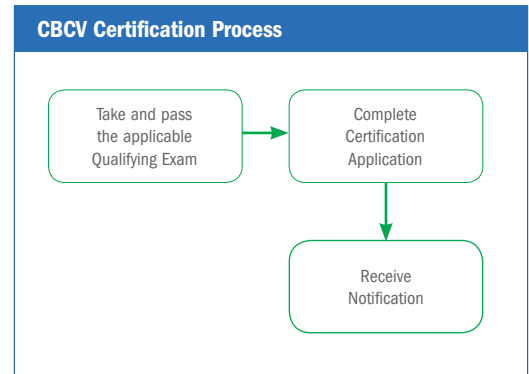 CBCV Certification Process
Take and pass
the applicable
Qualifying Exam
Complete
Certification
Application
Receive
Notification